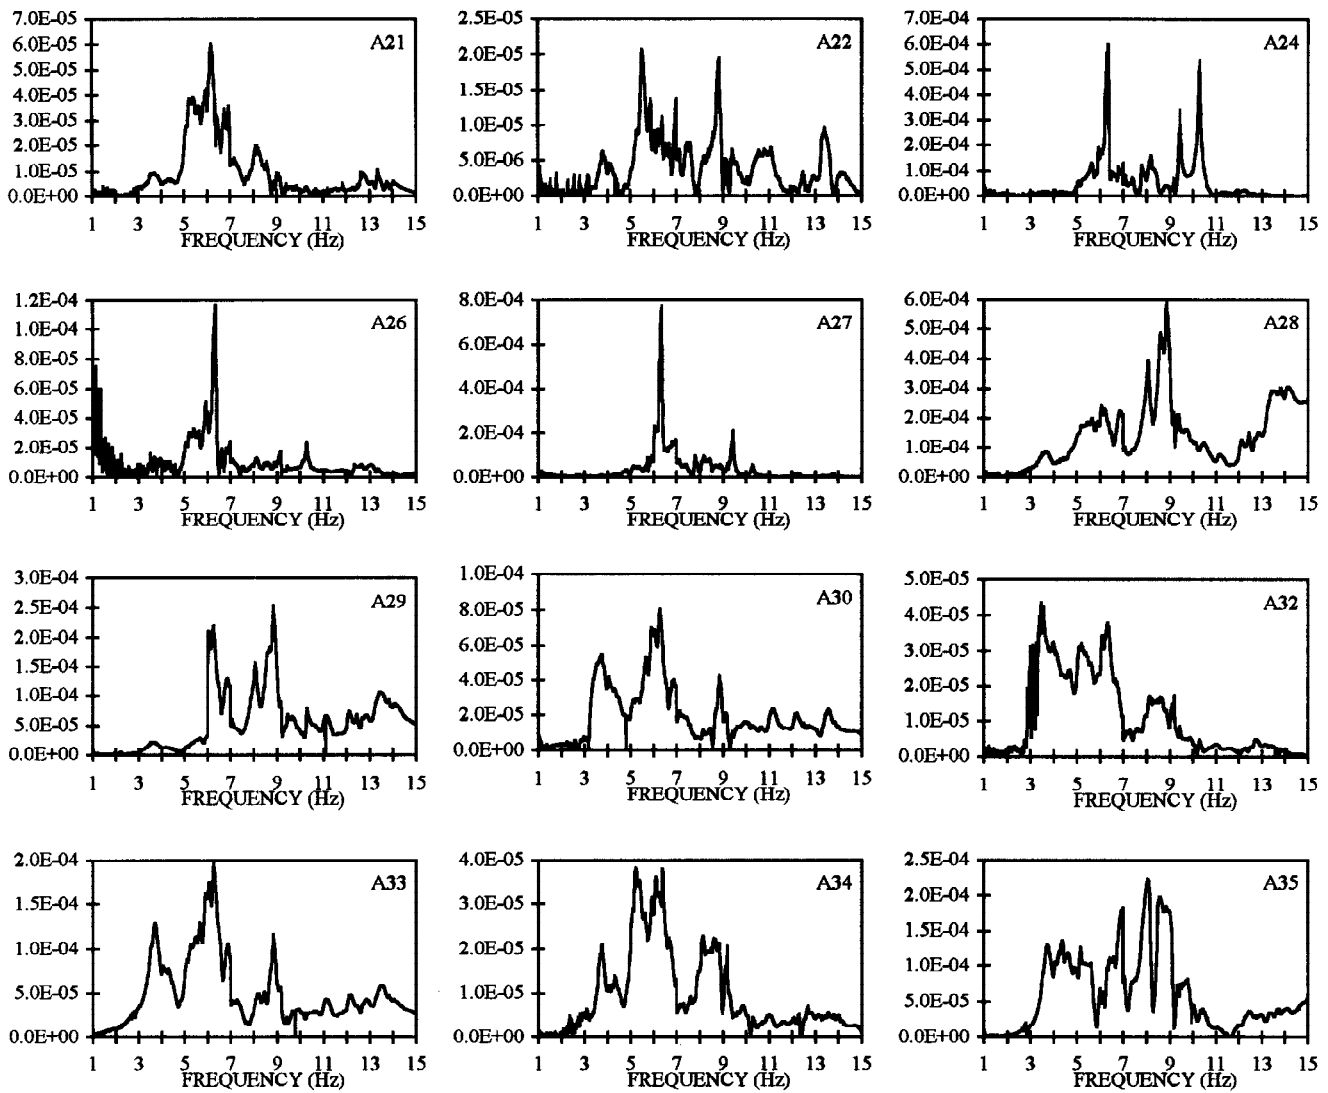 A21
7.0E-05
6.0E-05
5.0E-05
4.0E-05
3.0E-05
2.0E-05
1.0E-05
0.0E+00
1 3 5 7 9 11 13 15
FREQUENCY (Hz)
A22
2.5E-05
2.0E-05
1.5E-05
1.0E-05
5.0E-06
0.0E+00
1 3 5 7 9 11 13 15
FREQUENCY (Hz)
A24
7.0E-04
6.0E-04
5.0E-04
4.0E-04
3.0E-04
2.0E-04
1.0E-04
0.0E+00
1 3 5 7 9 11 13 15
FREQUENCY (Hz)
A26
1.2E-04
1.0E-04
8.0E-05
6.0E-05
4.0E-05
2.0E-05
0.0E+00
1 3 5 7 9 11 13 15
FREQUENCY (Hz)
A27
8.0E-04
6.0E-04
4.0E-04
2.0E-04
0.0E+00
1 3 5 7 9 11 13 15
FREQUENCY (Hz)
A28
6.0E-04
5.0E-04
4.0E-04
3.0E-04
2.0E-04
1.0E-04
0.0E+00
1 3 5 7 9 11 13 15
FREQUENCY (Hz)
A29
3.0E-04
2.5E-04
2.0E-04
1.5E-04
1.0E-04
5.0E-05
0.0E+00
1 3 5 7 9 11 13 15
FREQUENCY (Hz)
A30
1.0E-04
8.0E-05
6.0E-05
4.0E-05
2.0E-05
0.0E+00
1 3 5 7 9 11 13 15
FREQUENCY (Hz)
A32
5.0E-05
4.0E-05
3.0E-05
2.0E-05
1.0E-05
0.0E+00
1 3 5 7 9 11 13 15
FREQUENCY (Hz)
A33
2.0E-04
1.5E-04
1.0E-04
5.0E-05
0.0E+00
1 3 5 7 9 11 13 15
FREQUENCY (Hz)
A34
4.0E-05
3.0E-05
2.0E-05
1.0E-05
0.0E+00
1 3 5 7 9 11 13 15
FREQUENCY (Hz)
A35
2.5E-04
2.0E-04
1.5E-04
1.0E-04
5.0E-05
0.0E+00
1 3 5 7 9 11 13 15
FREQUENCY (Hz)